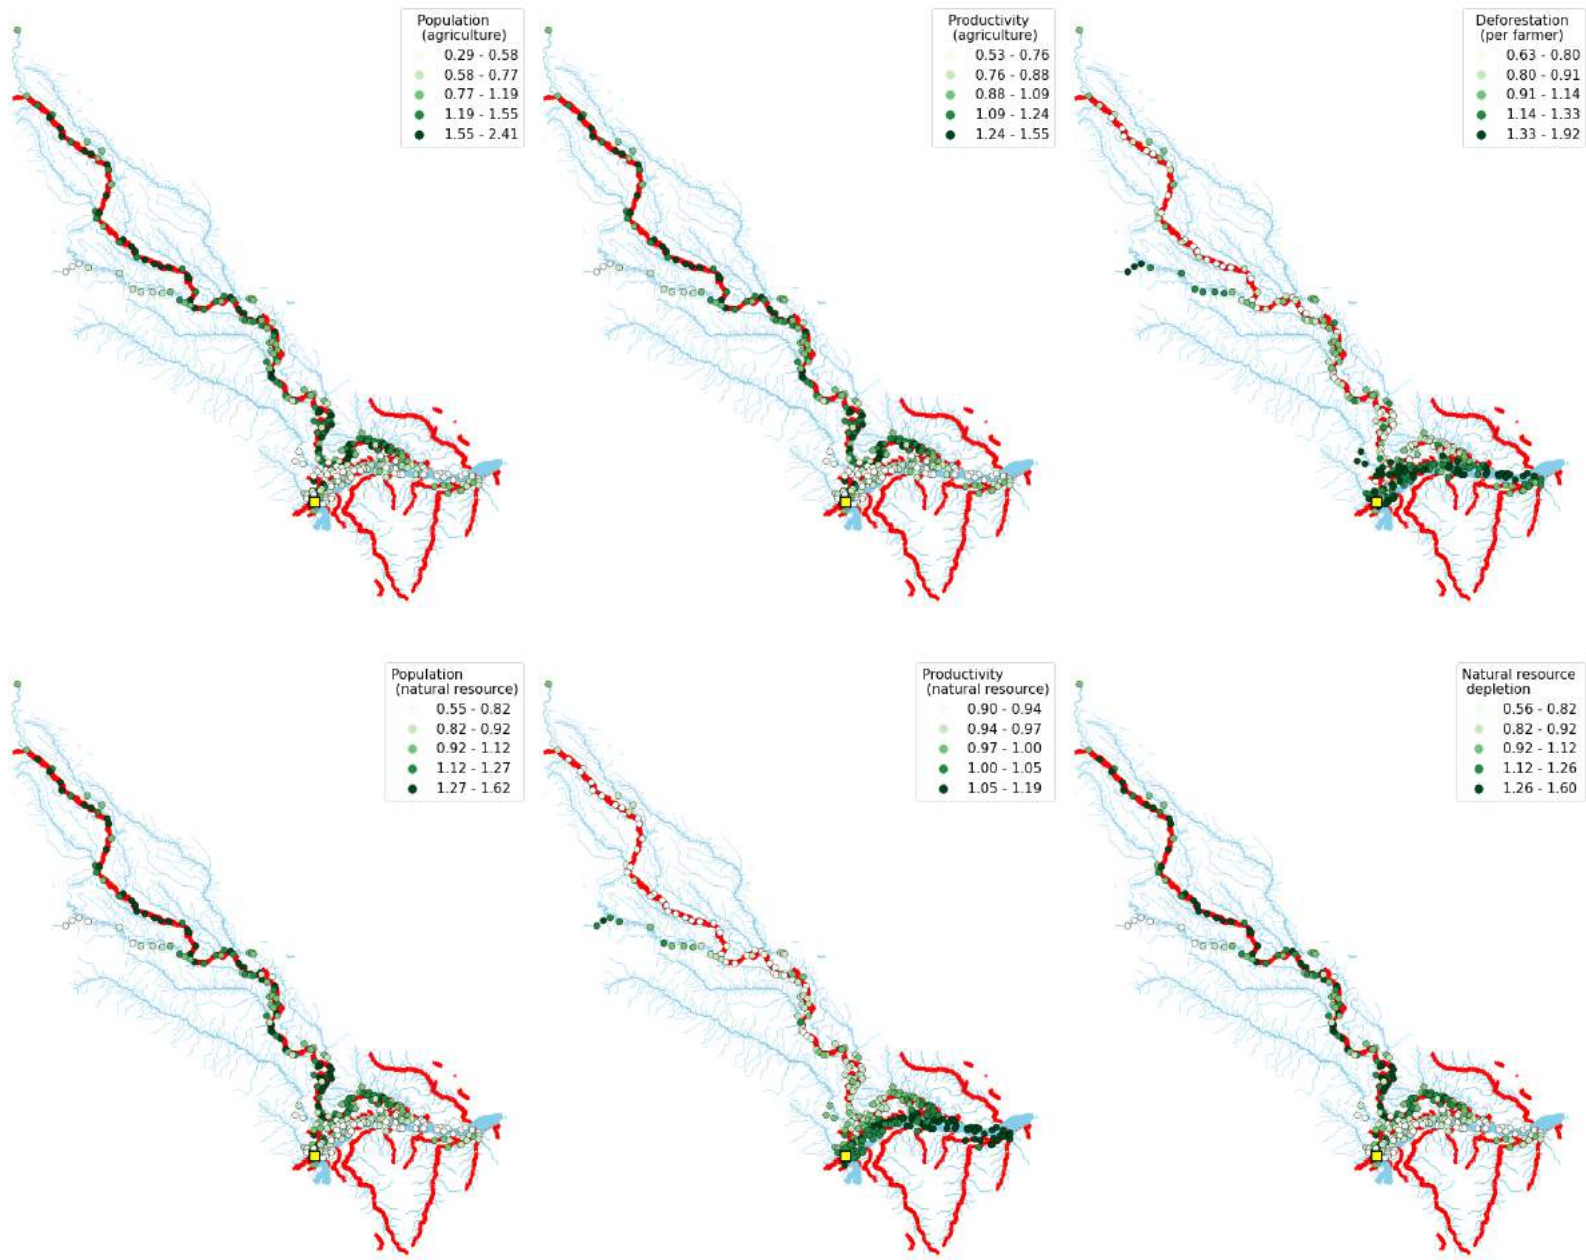 Population
(agriculture)
0.29 - 0.58
0.58 - 0.77
0.77 - 1.19
1.19 - 1.55
1.55 - 2.41
Productivity
(agriculture)
0.53 - 0.76
0.76 - 0.88
0.88 - 1.09
1.09 - 1.24
1.24 - 1.55
Deforestation
(per farmer)
0.63 - 0.80
0.80 - 0.91
0.91 - 1.14
1.14 - 1.33
1.33 - 1.92
Population
(natural resource)
0.55 - 0.82
0.82 - 0.92
0.92 - 1.12
1.12 - 1.27
1.27 - 1.62
Productivity
(natural resource)
0.90 - 0.94
0.94 - 0.97
0.97 - 1.00
1.00 - 1.05
1.05 - 1.19
Natural resource
depletion
0.56 - 0.82
0.82 - 0.92
0.92 - 1.12
1.12 - 1.26
1.26 - 1.60